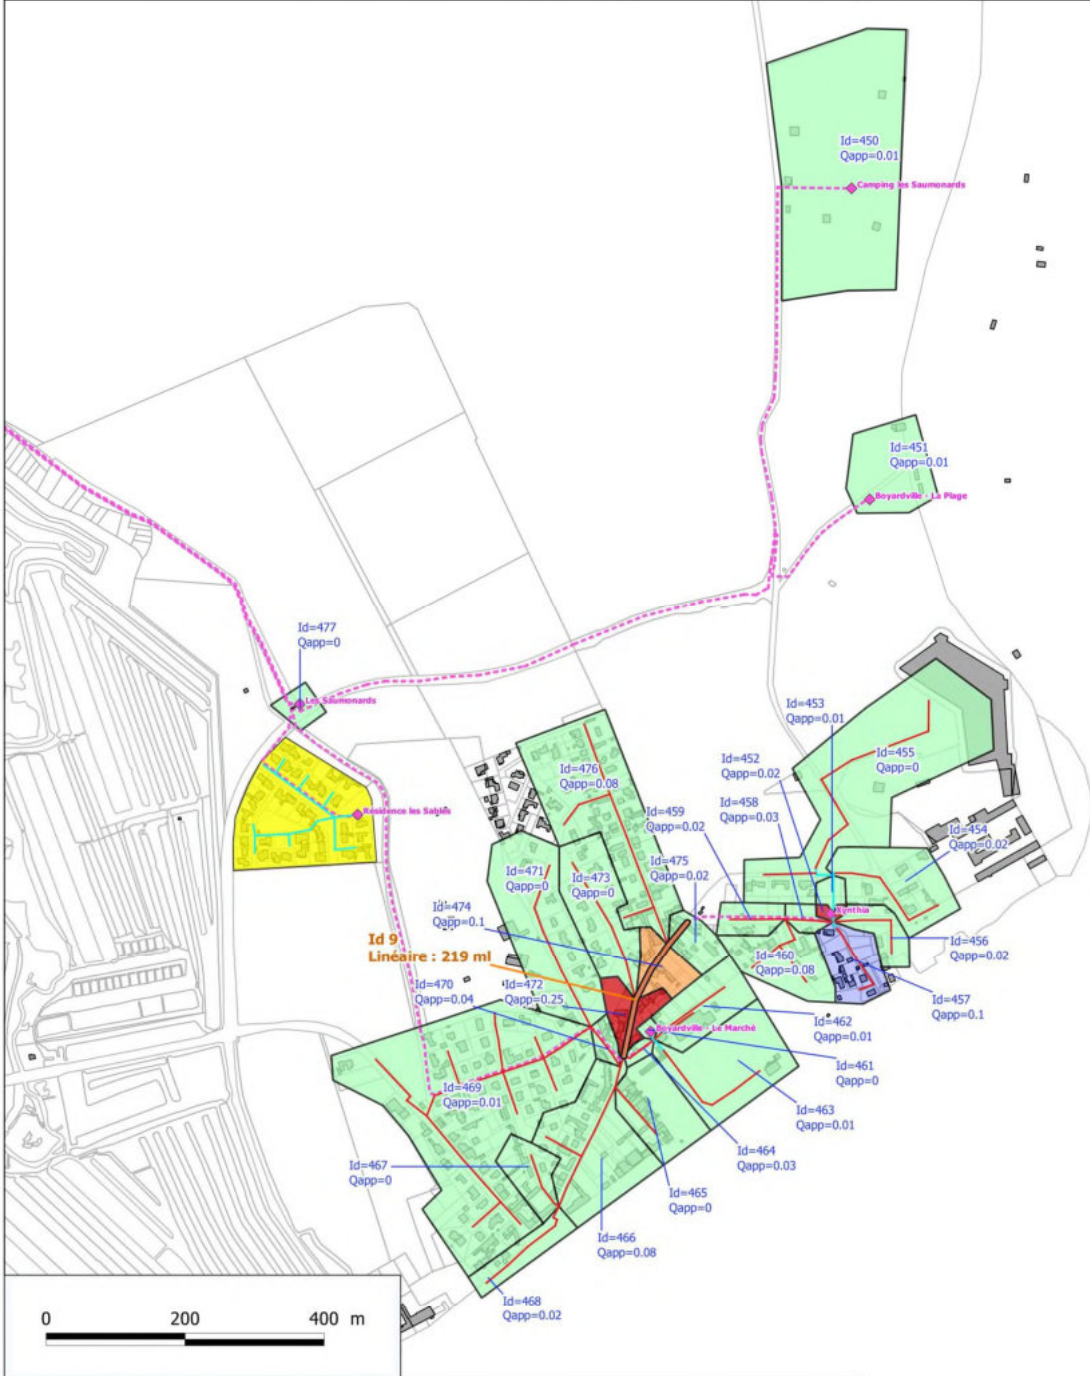 Id=450
Qapp=0.01
Camping les Saumonards
Id=451
Qapp=0.01
Boyardville - La Plage
Id=477
Qapp=0
Les Saumonards
Id=453
Qapp=0.01
Id=455
Qapp=0
Id=452
Qapp=0.02
Id=476
Qapp=0.08
Id=458
Qapp=0.03
Résidence les Sables
Id=459
Qapp=0.02
Id=454
Qapp=0.02
Id=475
Qapp=0.02
Id=471
Qapp=0
Id=473
Qapp=0
Id=474
Qapp=0.1
Xynthia
Id 9
Linéaire : 219 ml
Id=456
Qapp=0.02
Id=460
Qapp=0.08
Id=470
Qapp=0.04
Id=472
Qapp=0.25
Id=457
Qapp=0.1
Id=462
Qapp=0.01
Boyardville - Le Marché
Id=461
Qapp=0
Id=469
Qapp=0.01
Id=463
Qapp=0.01
Id=464
Qapp=0.03
Id=467
Qapp=0
Id=465
Qapp=0
Id=466
Qapp=0.08
Id=468
Qapp=0.02
0 200 400 m